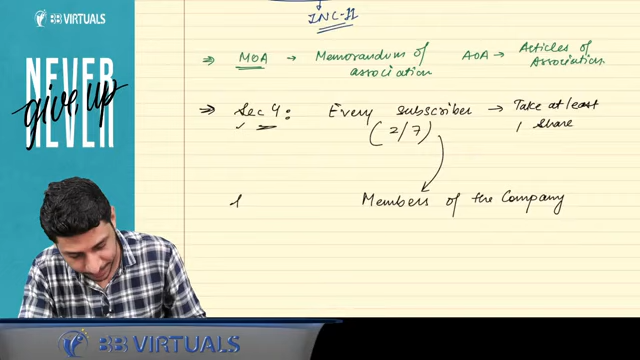 BB VIRTUALS
NEVER
give up
NEVER
INC-11
⇒ MOA → Memorandum of association AOA → Articles of Association
⇒ Sec 4: Every subscriber → Take at least 1 share
(2/7)
Members of the Company
BB VIRTUALS